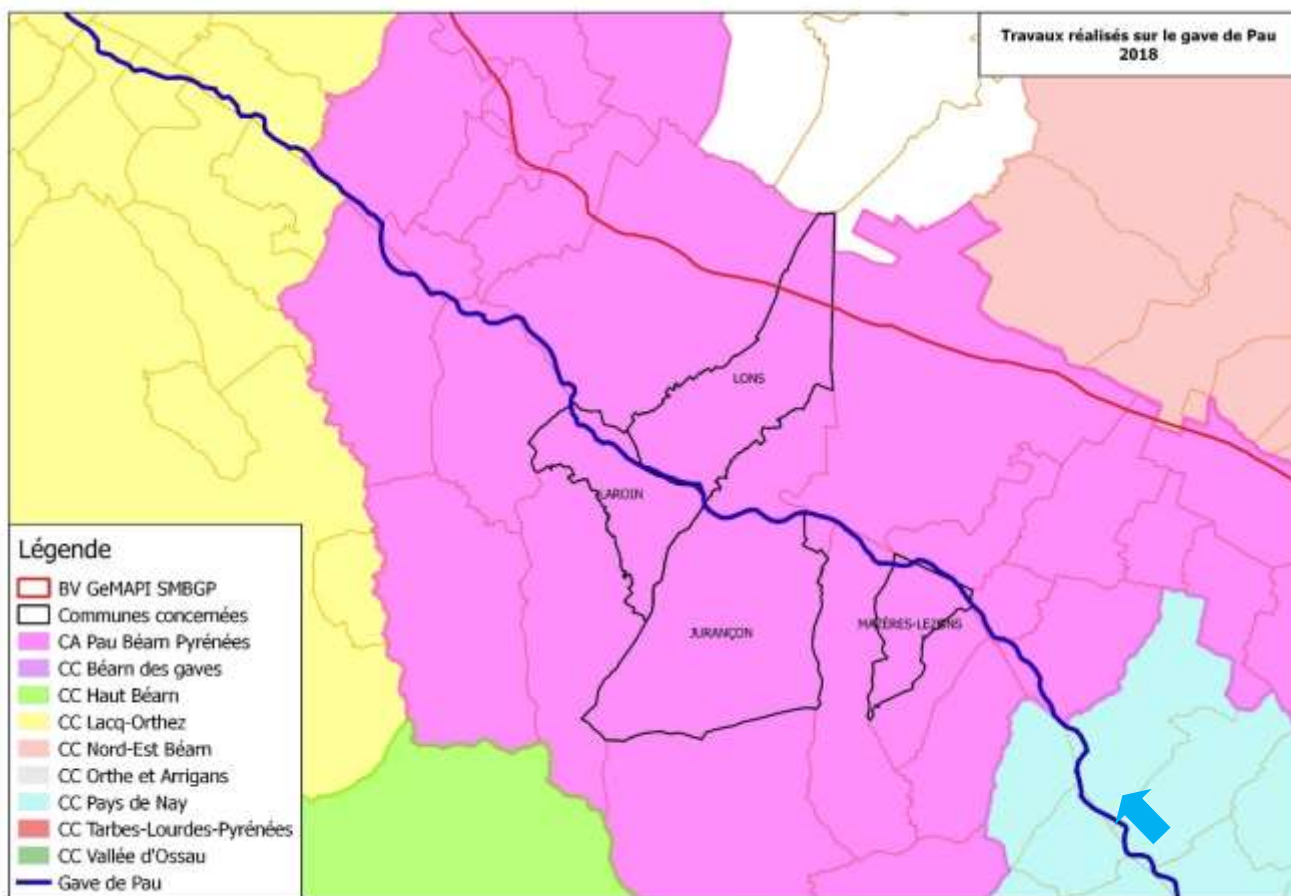 Travaux réalisés sur le gave de Pau
2018
LONS
LAROIN
JURANÇON
MAZÈRES-LEZONS
Légende
BV GeMAPI SMBGP
Communes concernées
CA Pau Béarn Pyrénées
CC Béarn des gaves
CC Haut Béarn
CC Lacq-Orthez
CC Nord-Est Béarn
CC Orthe et Arrigans
CC Pays de Nay
CC Tarbes-Lourdes-Pyrénées
CC Vallée d'Ossau
Gave de Pau